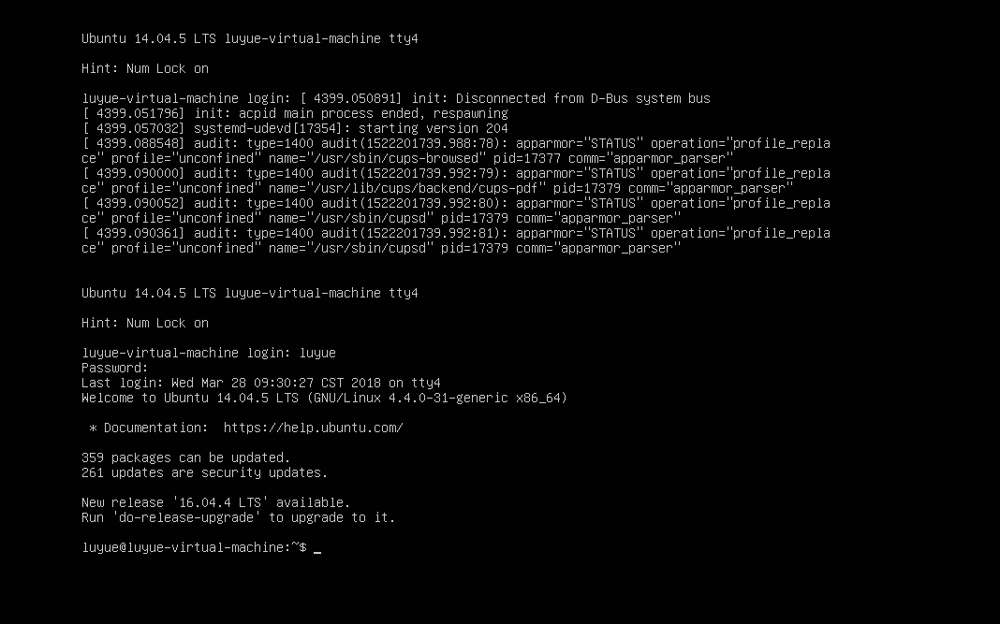 Ubuntu 14.04.5 LTS luyue-virtual-machine tty4
Hint: Num Lock on
luyue-virtual-machine login: [ 4399.050891] init: Disconnected from D-Bus system bus
[ 4399.051796] init: acpid main process ended, respawning
[ 4399.057032] systemd-udevd[17354]: starting version 204
[ 4399.088548] audit: type=1400 audit(1522201739.988:78): apparmor="STATUS" operation="profile_repla
ce" profile="unconfined" name="/usr/sbin/cups-browsed" pid=17377 comm="apparmor_parser"
[ 4399.090000] audit: type=1400 audit(1522201739.992:79): apparmor="STATUS" operation="profile_repla
ce" profile="unconfined" name="/usr/lib/cups/backend/cups-pdf" pid=17379 comm="apparmor_parser"
[ 4399.090052] audit: type=1400 audit(1522201739.992:80): apparmor="STATUS" operation="profile_repla
ce" profile="unconfined" name="/usr/sbin/cupsd" pid=17379 comm="apparmor_parser"
[ 4399.090361] audit: type=1400 audit(1522201739.992:81): apparmor="STATUS" operation="profile_repla
ce" profile="unconfined" name="/usr/sbin/cupsd" pid=17379 comm="apparmor_parser"
Ubuntu 14.04.5 LTS luyue-virtual-machine tty4
Hint: Num Lock on
luyue-virtual-machine login: luyue
Password:
Last login: Wed Mar 28 09:30:27 CST 2018 on tty4
Welcome to Ubuntu 14.04.5 LTS (GNU/Linux 4.4.0-31-generic x86_64)
 * Documentation:  https://help.ubuntu.com/
359 packages can be updated.
261 updates are security updates.
New release '16.04.4 LTS' available.
Run 'do-release-upgrade' to upgrade to it.
luyue@luyue-virtual-machine:~$ _